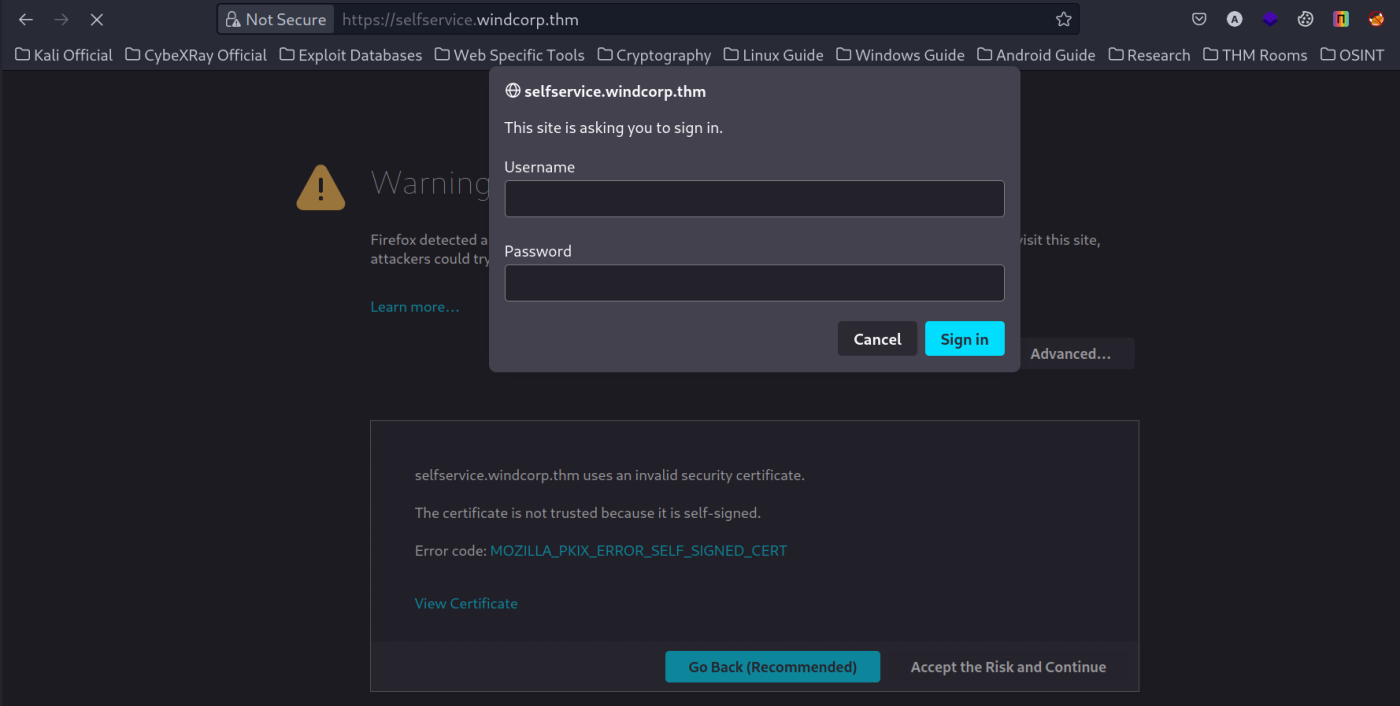 Not Secure https://selfservice.windcorp.thm
Kali Official CybeXRay Official Exploit Databases Web Specific Tools Cryptography Linux Guide Windows Guide Android Guide Research THM Rooms OSINT
selfservice.windcorp.thm
This site is asking you to sign in.
Username
Password
Cancel Sign in
Warning
Firefox detected a visit this site,
attackers could try
Learn more…
Advanced…
selfservice.windcorp.thm uses an invalid security certificate.
The certificate is not trusted because it is self-signed.
Error code: MOZILLA_PKIX_ERROR_SELF_SIGNED_CERT
View Certificate
Go Back (Recommended) Accept the Risk and Continue